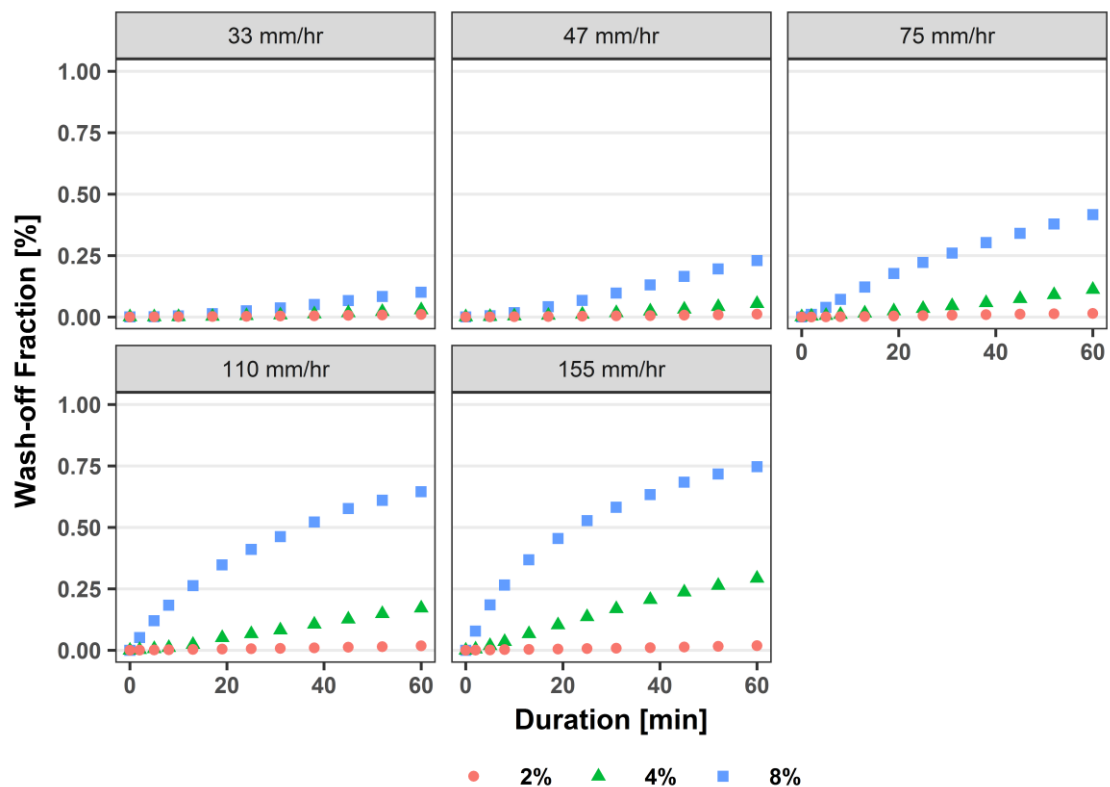 33 mm/hr
47 mm/hr
75 mm/hr
1.00
0.75
0.50
0.25
0.00
0 20 40 60
110 mm/hr
155 mm/hr
1.00
0.75
0.50
0.25
0.00
0 20 40 60
0 20 40 60
Wash-off Fraction [%]
Duration [min]
2% 4% 8%